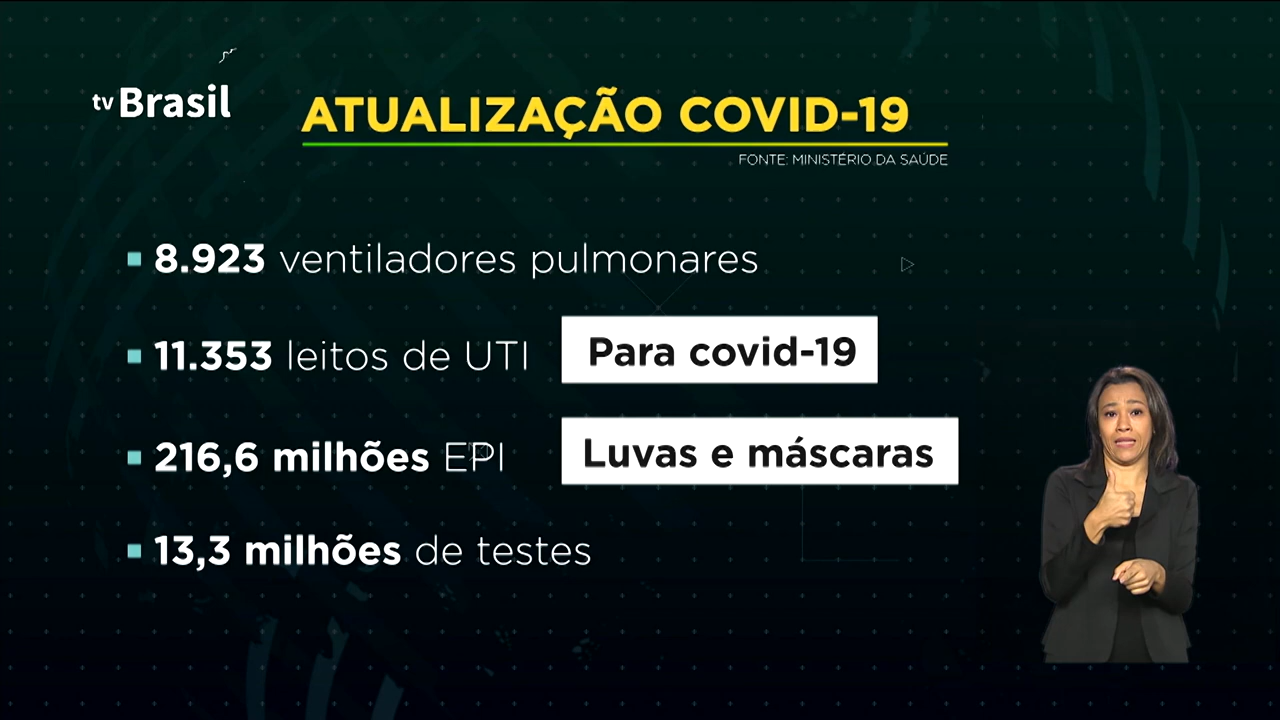 tv Brasil
ATUALIZAÇÃO COVID-19
FONTE: MINISTÉRIO DA SAÚDE
8.923 ventiladores pulmonares
11.353 leitos de UTI Para covid-19
216,6 milhões EPI Luvas e máscaras
13,3 milhões de testes